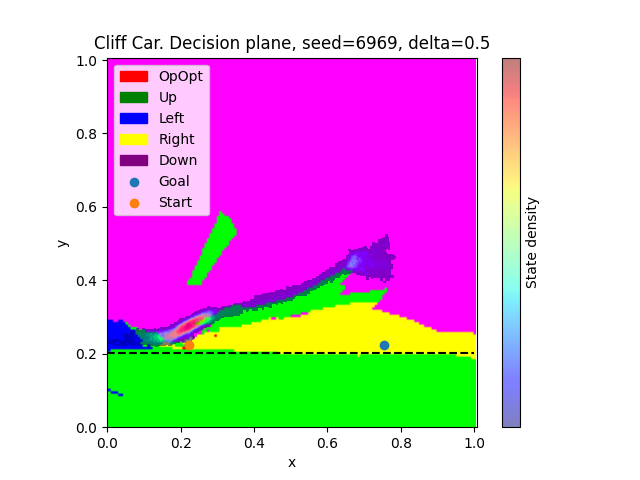 Cliff Car. Decision plane, seed=6969, delta=0.5
OpOpt
Up
Left
Right
Down
Goal
Start
1.0
0.8
0.6
0.4
0.2
0.0
y
0.0 0.2 0.4 0.6 0.8 1.0
x
State density